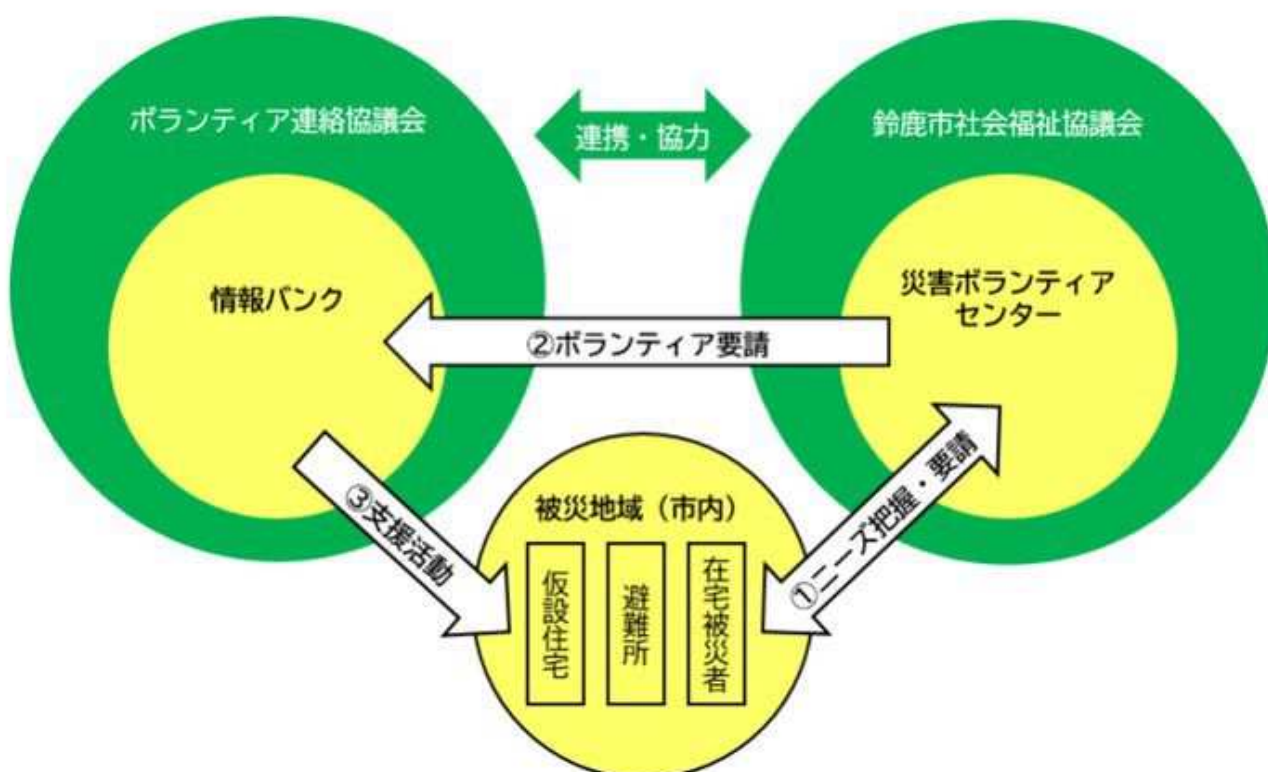 ボランティア連絡協議会
連携・協力
鈴鹿市社会福祉協議会
情報バンク
災害ボランティア
センター
②ボランティア要請
①ニーズ把握・要請
③支援活動
被災地域（市内）
仮設住宅
避難所
在宅被災者